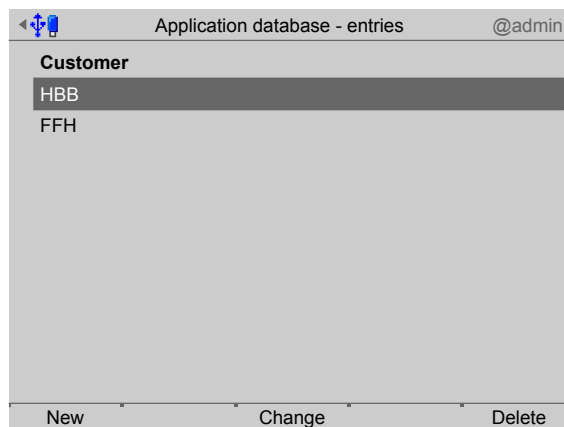 Application database - entries @admin
Customer
HBB
FFH
New Change Delete